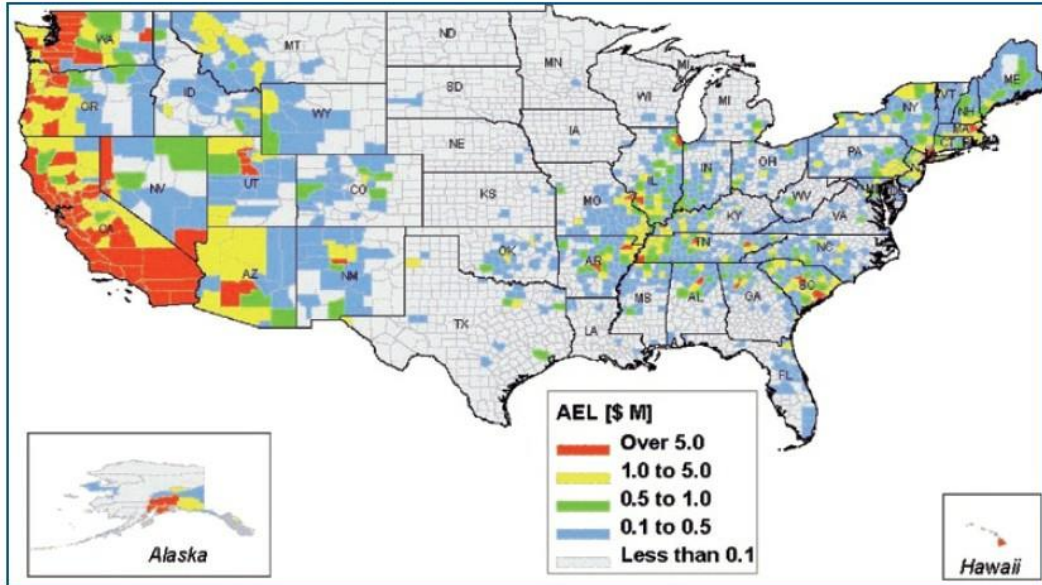 WA
MT
ND
MN
MI
ME
VT
NH
NY
MA
CT
OR
ID
WY
SD
WI
MI
IA
NE
PA
NJ
NV
UT
CO
IL
IN
OH
WV
VA
KS
MO
KY
CA
AZ
NM
OK
AR
TN
NC
SC
TX
LA
MS
AL
GA
FL
AEL [$ M]
Over 5.0
1.0 to 5.0
0.5 to 1.0
0.1 to 0.5
Less than 0.1
Alaska
Hawaii